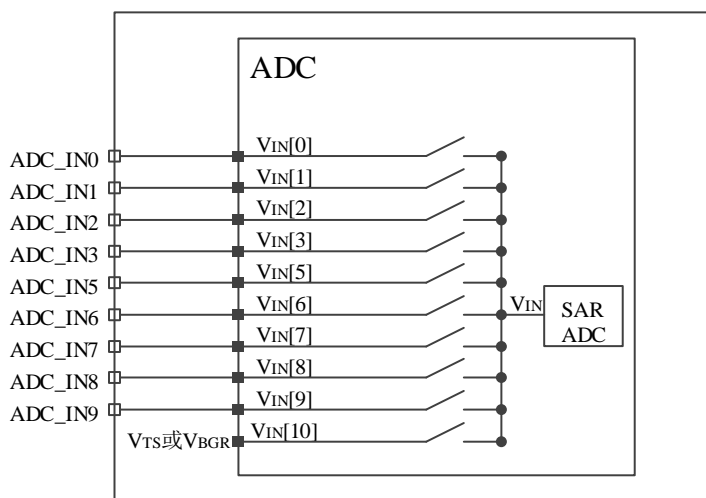 ADC
ADC_IN0 VIN[0]
ADC_IN1 VIN[1]
ADC_IN2 VIN[2]
ADC_IN3 VIN[3]
ADC_IN5 VIN[5]
ADC_IN6 VIN[6] VIN SAR
ADC_IN7 VIN[7] ADC
ADC_IN8 VIN[8]
ADC_IN9 VIN[9]
VTS或VBGR VIN[10]